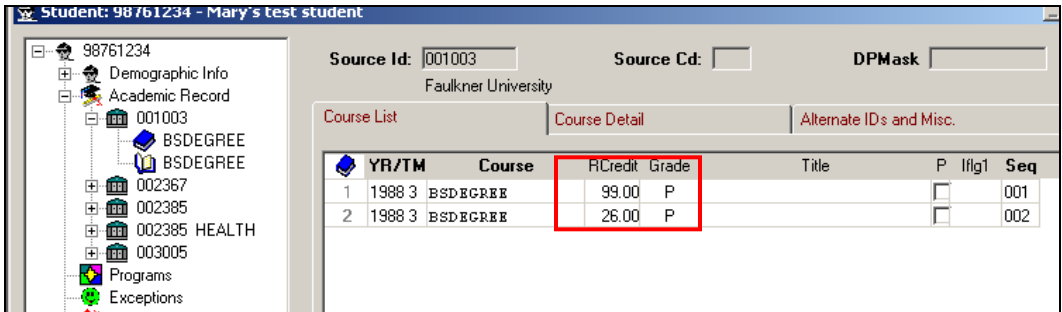 Student: 98761234 - Mary's test student
98761234
Demographic Info
Academic Record
001003
BSDEGREE
BSDEGREE
002367
002385
002385 HEALTH
003005
Programs
Exceptions
Source Id: 001003 Source Cd: DPMask
Faulkner University
Course List Course Detail Alternate IDs and Misc.
YR/TM Course RCredit Grade Title P Iflg1 Seq
1 1988 3 BSDEGREE 99.00 P 001
2 1988 3 BSDEGREE 26.00 P 002